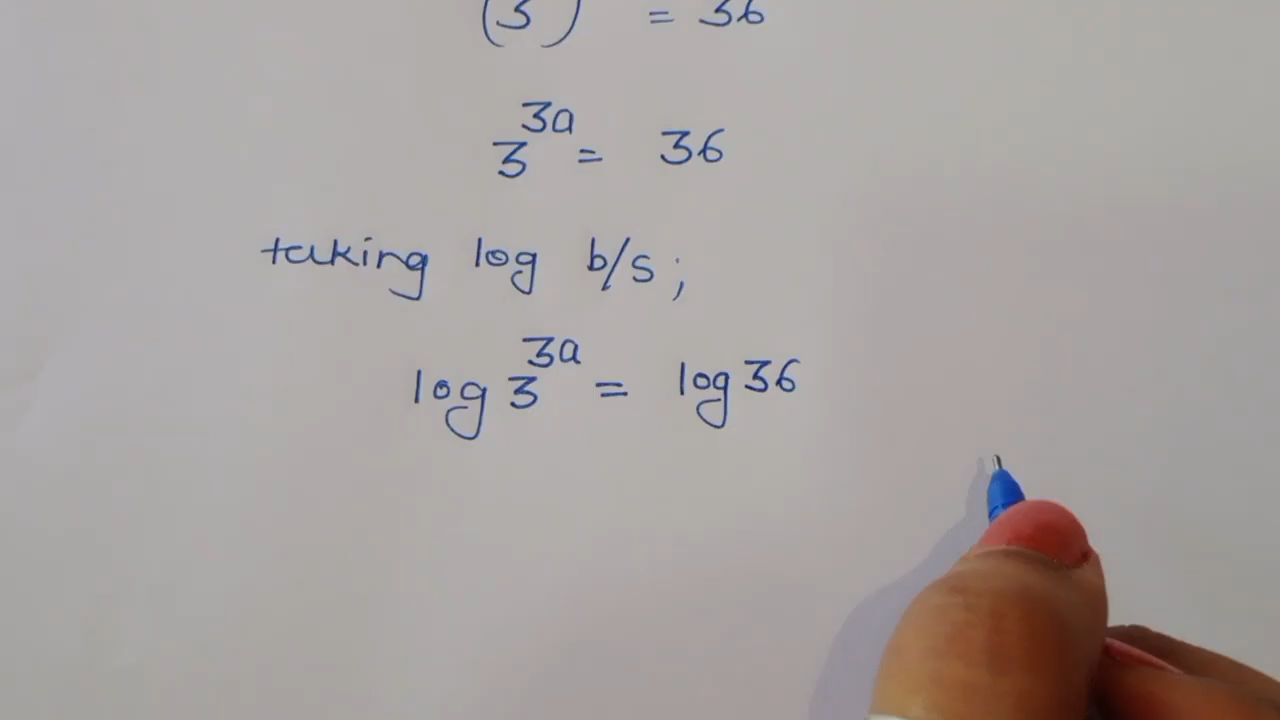 (3) = 36
3^3a = 36
taking log b/s;
log 3^3a = log 36